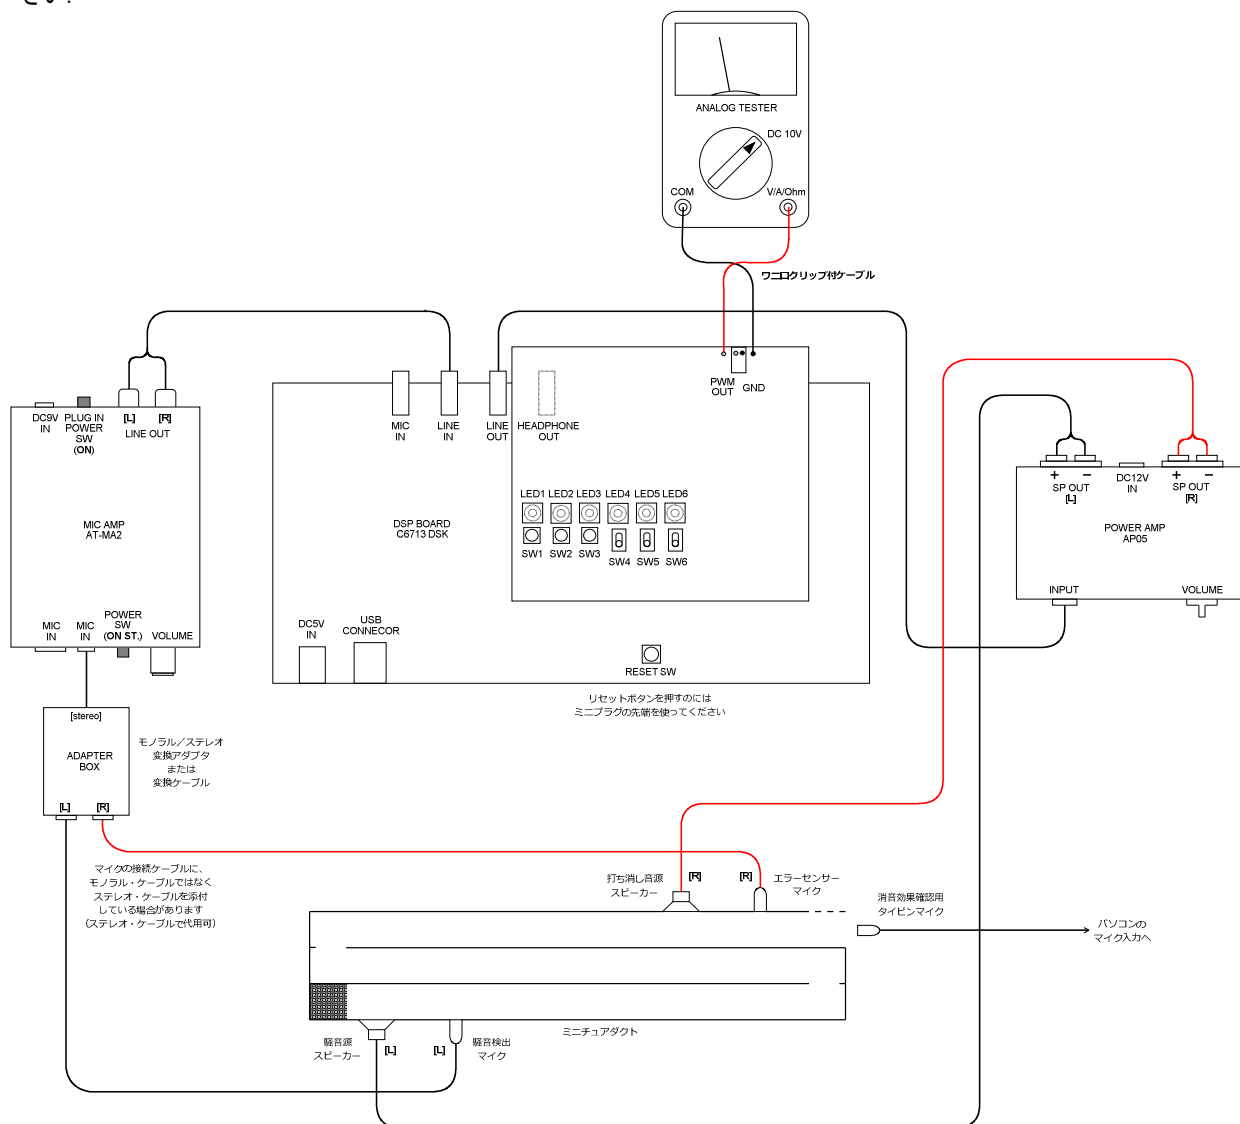 さい.
ANALOG TESTER
DC 10V
COM
V/A/Ohm
ワニ口クリップ付ケーブル
PWM
OUT
GND
DC9V
IN
PLUG IN
POWER
SW
(ON)
[L]
[R]
LINE OUT
MIC
IN
LINE
IN
LINE
OUT
HEADPHONE
OUT
SP OUT
[L]
+
−
DC12V
IN
+
−
SP OUT
[R]
MIC AMP
AT-MA2
DSP BOARD
C6713 DSK
LED1
LED2
LED3
LED4
LED5
LED6
SW1
SW2
SW3
SW4
SW5
SW6
POWER AMP
AP05
INPUT
VOLUME
MIC
IN
MIC
IN
POWER
SW
(ON ST.)
VOLUME
DC5V
IN
USB
CONNECOR
RESET SW
リセットボタンを押すのには
ミニプラグの先端を使ってください
[stereo]
ADAPTER
BOX
[L]
[R]
モノラル／ステレオ
変換アダプタ
または
変換ケーブル
マイクの接続ケーブルに、
モノラル・ケーブルではなく
ステレオ・ケーブルを添付
している場合があります
(ステレオ・ケーブルで代用可)
打ち消し音源
スピーカー
[R]
[R]
エラーセンサー
マイク
消音効果確認用
タイピンマイク
パソコンの
マイク入力へ
騒音源
スピーカー
[L]
[L]
騒音検出
マイク
ミニチュアダクト